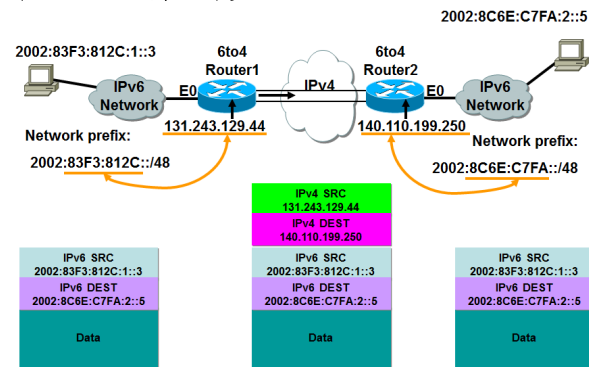 2002:8C6E:C7FA:2::5
2002:83F3:812C:1::3
6to4
Router1
6to4
Router2
IPv6
Network
E0
IPv4
E0
IPv6
Network
131.243.129.44
140.110.199.250
Network prefix:
2002:83F3:812C::/48
Network prefix:
2002:8C6E:C7FA::/48
IPv4 SRC
131.243.129.44
IPv4 DEST
140.110.199.250
IPv6 SRC
2002:83F3:812C:1::3
IPv6 DEST
2002:8C6E:C7FA:2::5
Data
IPv6 SRC
2002:83F3:812C:1::3
IPv6 DEST
2002:8C6E:C7FA:2::5
Data
IPv6 SRC
2002:83F3:812C:1::3
IPv6 DEST
2002:8C6E:C7FA:2::5
Data